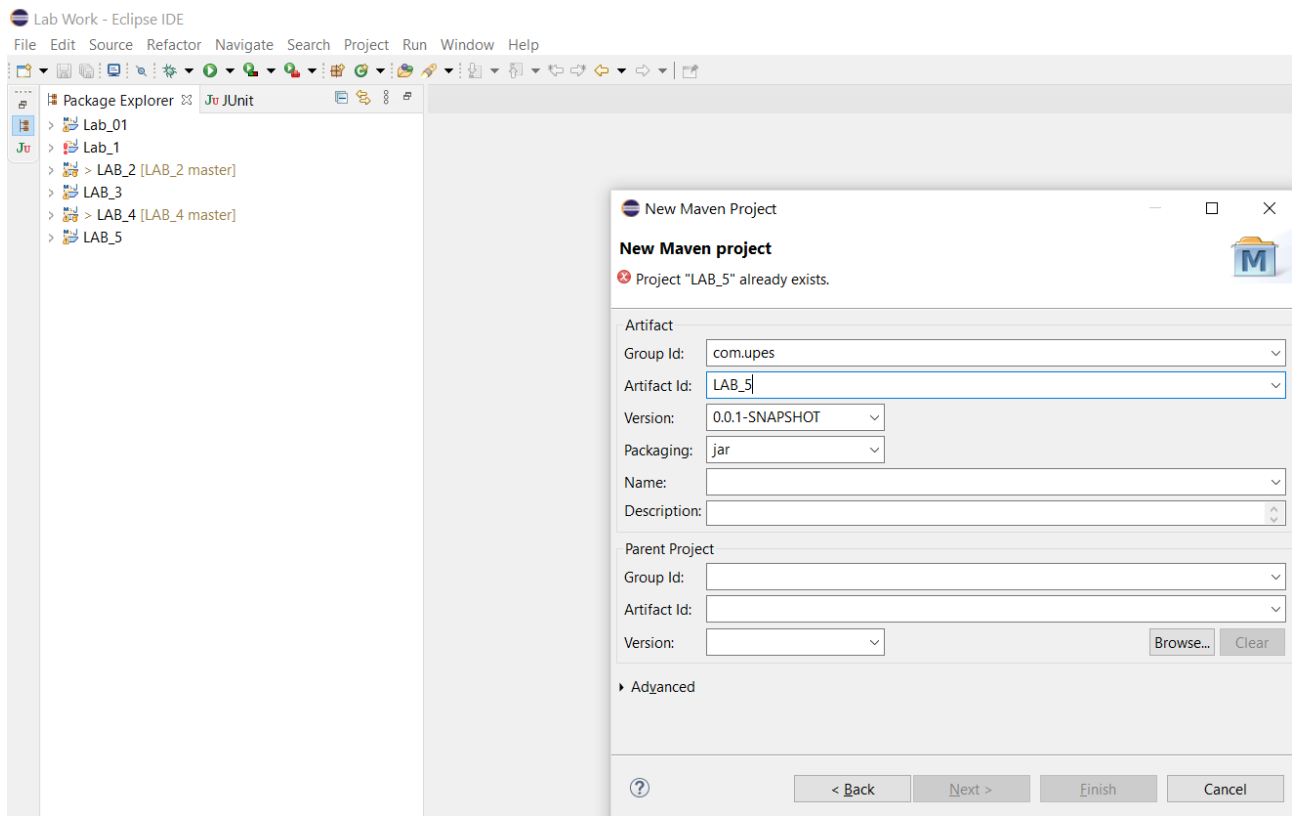 Lab Work - Eclipse IDE
File Edit Source Refactor Navigate Search Project Run Window Help
Package Explorer JUnit
Lab_01
Lab_1
> LAB_2 [LAB_2 master]
LAB_3
> LAB_4 [LAB_4 master]
LAB_5
New Maven Project
New Maven project
Project "LAB_5" already exists.
Artifact
Group Id: com.upes
Artifact Id: LAB_5
Version: 0.0.1-SNAPSHOT
Packaging: jar
Name:
Description:
Parent Project
Group Id:
Artifact Id:
Version: Browse... Clear
Advanced
< Back Next > Finish Cancel